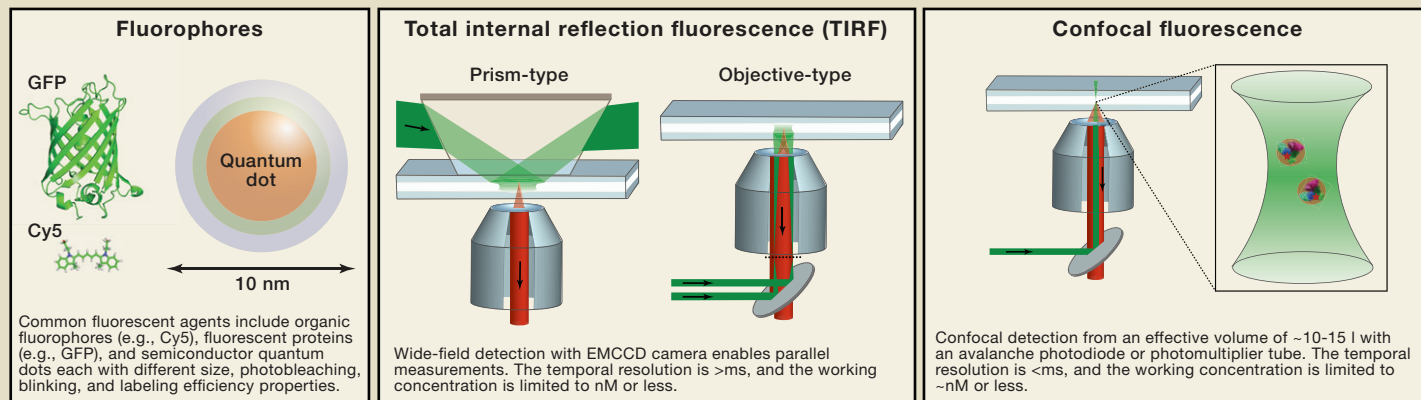 Fluorophores
GFP
Quantum
dot
Cy5
10 nm
Common fluorescent agents include organic
fluorophores (e.g., Cy5), fluorescent proteins
(e.g., GFP), and semiconductor quantum
dots each with different size, photobleaching,
blinking, and labeling efficiency properties.
Total internal reflection fluorescence (TIRF)
Prism-type
Objective-type
Wide-field detection with EMCCD camera enables parallel
measurements. The temporal resolution is >ms, and the working
concentration is limited to nM or less.
Confocal fluorescence
Confocal detection from an effective volume of ~10-15 l with
an avalanche photodiode or photomultiplier tube. The temporal
resolution is <ms, and the working concentration is limited to
~nM or less.